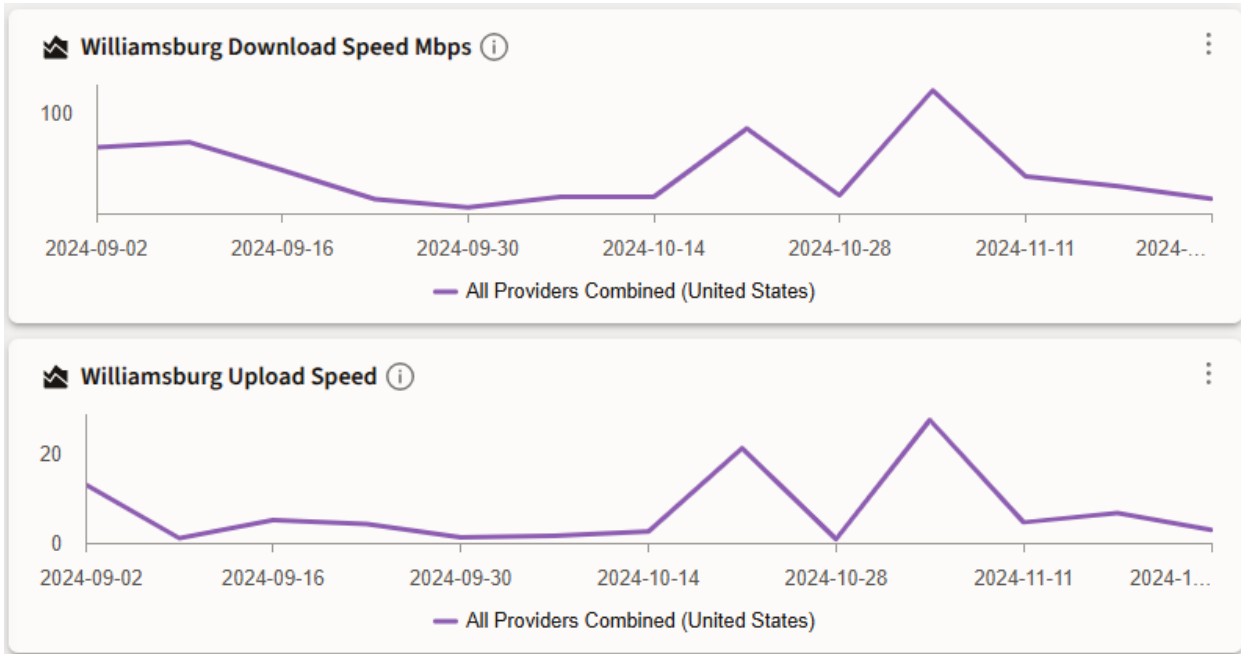 Williamsburg Download Speed Mbps
100
2024-09-02 2024-09-16 2024-09-30 2024-10-14 2024-10-28 2024-11-11 2024-...
All Providers Combined (United States)
Williamsburg Upload Speed
20
0
2024-09-02 2024-09-16 2024-09-30 2024-10-14 2024-10-28 2024-11-11 2024-1...
All Providers Combined (United States)